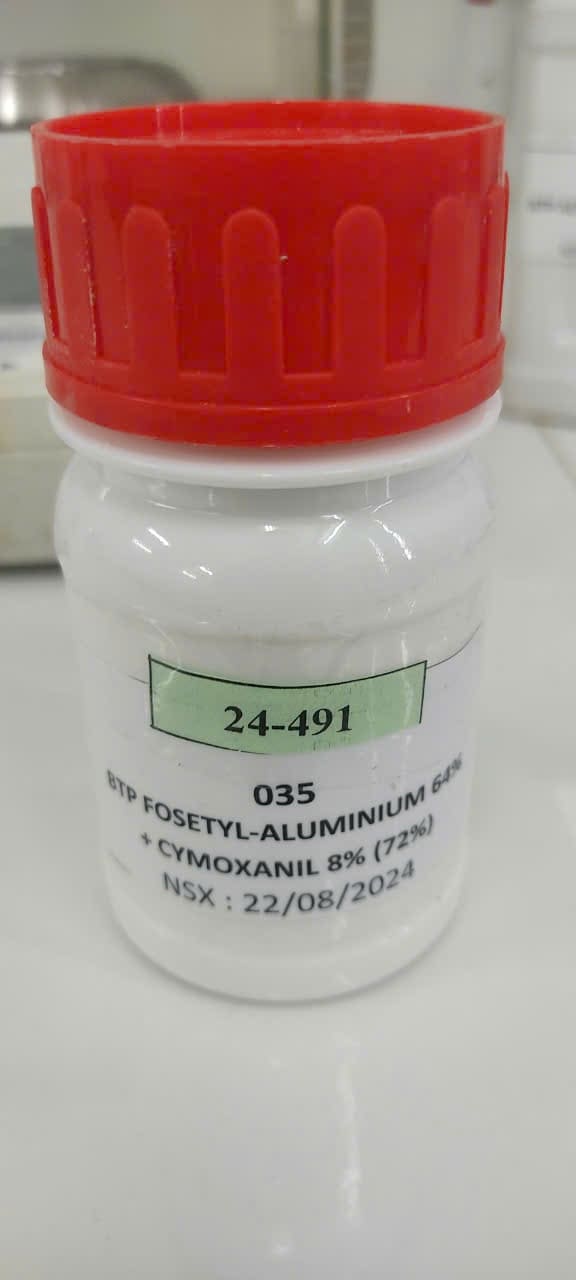 24-491
035
BTP FOSETYL-ALUMINIUM 64%
+ CYMOXANIL 8% (72%)
NSX : 22/08/2024